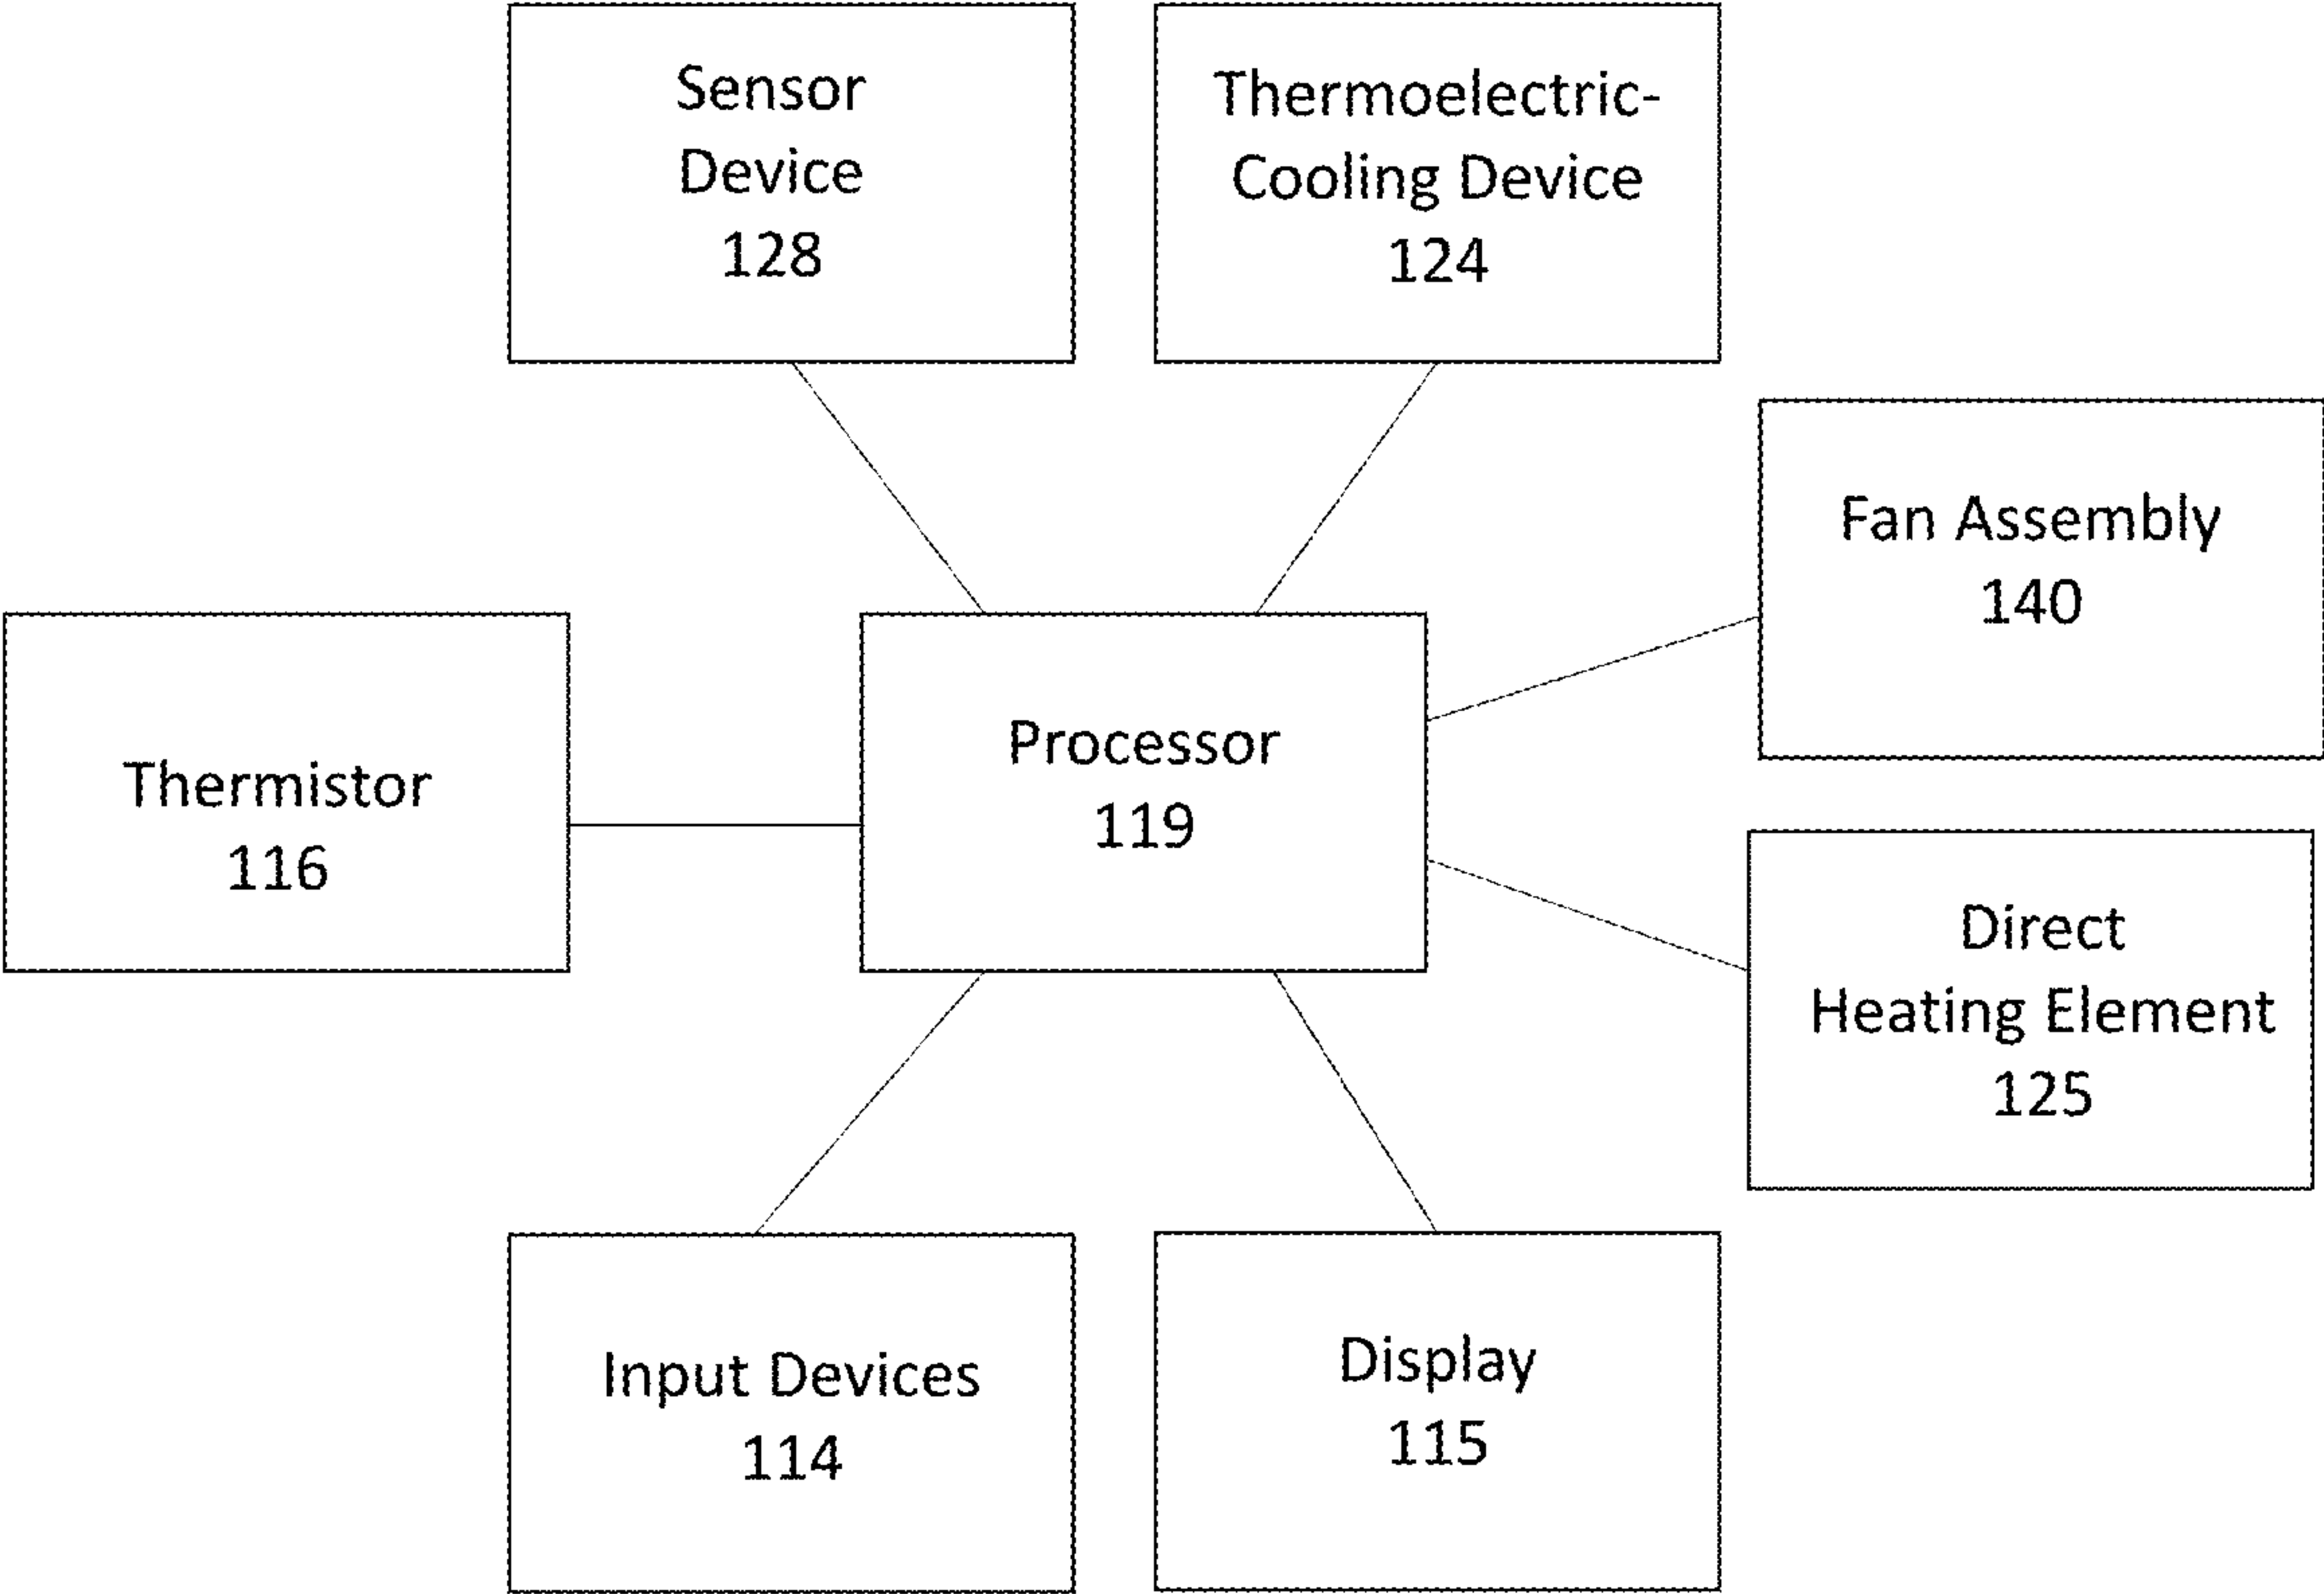 Sensor
Device
128
Thermoelectric-
Cooling Device
124
Fan Assembly
140
Thermistor
116
Processor
119
Direct
Heating Element
125
Input Devices
114
Display
115